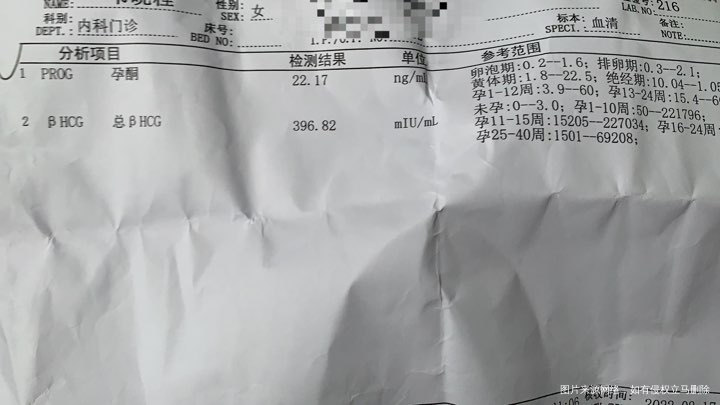 NAME:
性别: 女
SEX:
LAB.NO: 216
科别: 内科门诊
DEPT.:
床号:
BED NO:
标本: 血清
SPECI.:
备注:
NOTE:
分析项目 检测结果 单位 参考范围
1 PROG 孕酮 22.17 ng/mL 卵泡期:0.2--1.6; 排卵期:0.3--2.1;
黄体期:1.8--22.5; 绝经期:10.04--1.05
孕1-12周:3.9--60; 孕13-24周:15.4--6
2 βHCG 总βHCG 396.82 mIU/mL 未孕:0--3.0; 孕1-10周:50--221796;
孕11-15周:15205--227034; 孕16-24周
孕25-40周:1501--69208;
图片来源网络,如有侵权立马删除